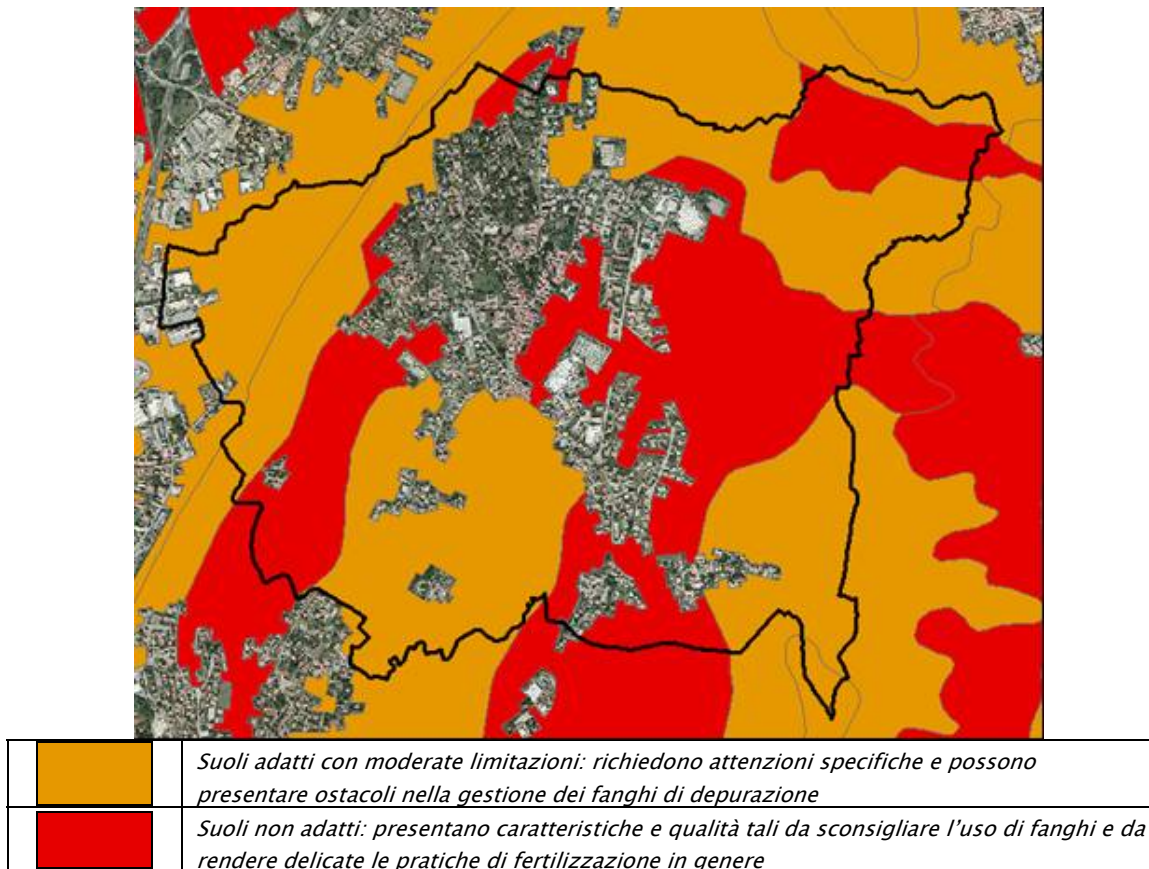 Suoli adatti con moderate limitazioni: richiedono attenzioni specifiche e possono
presentare ostacoli nella gestione dei fanghi di depurazione
Suoli non adatti: presentano caratteristiche e qualità tali da sconsigliare l'uso di fanghi e da
rendere delicate le pratiche di fertilizzazione in genere